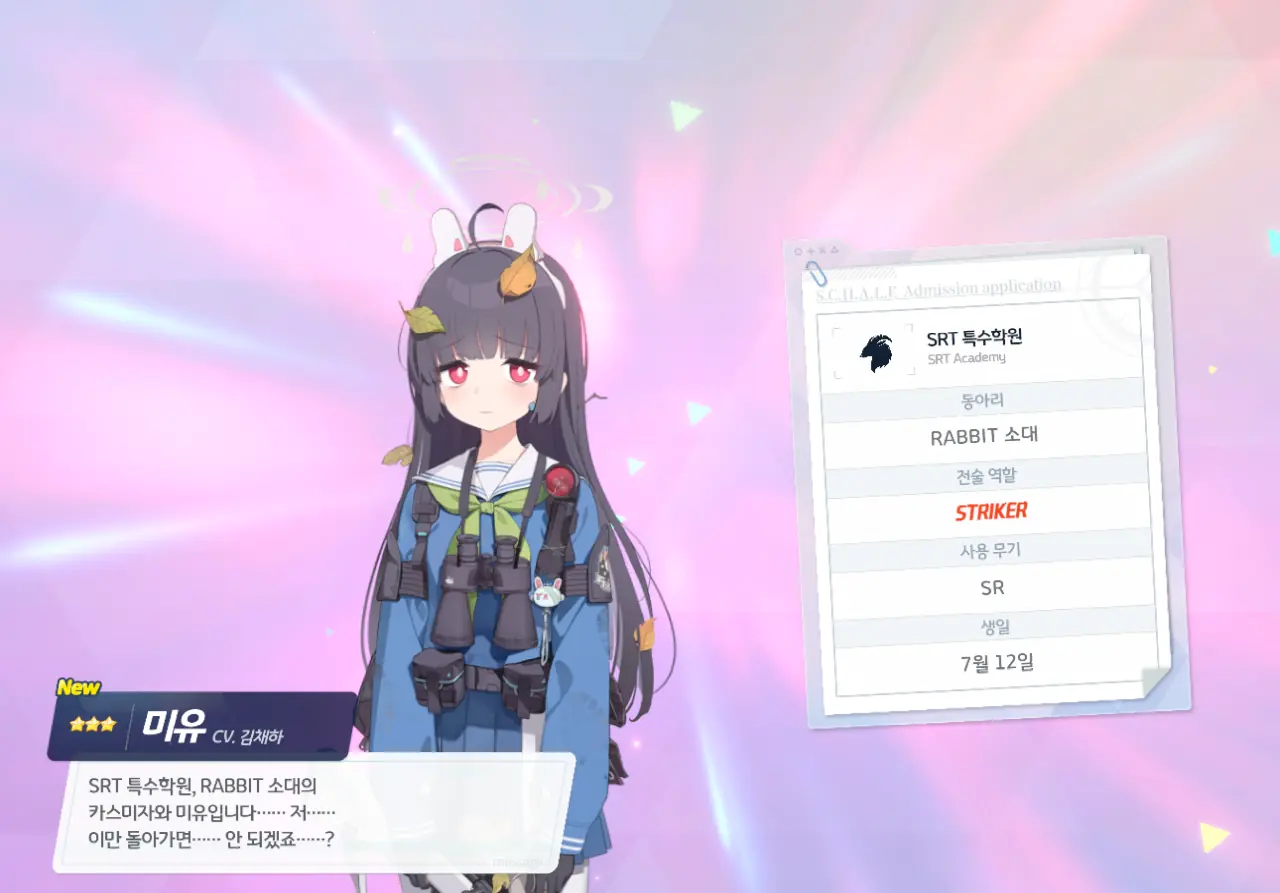 S.C.H.A.L.E. Admission application
SRT 특수학원
SRT Academy
동아리
RABBIT 소대
전술 역할
STRIKER
사용 무기
SR
생일
7월 12일
New
미유 CV. 김채하
SRT 특수학원, RABBIT 소대의
카스미자와 미유입니다…… 저……
이만 돌아가면…… 안 되겠죠……?